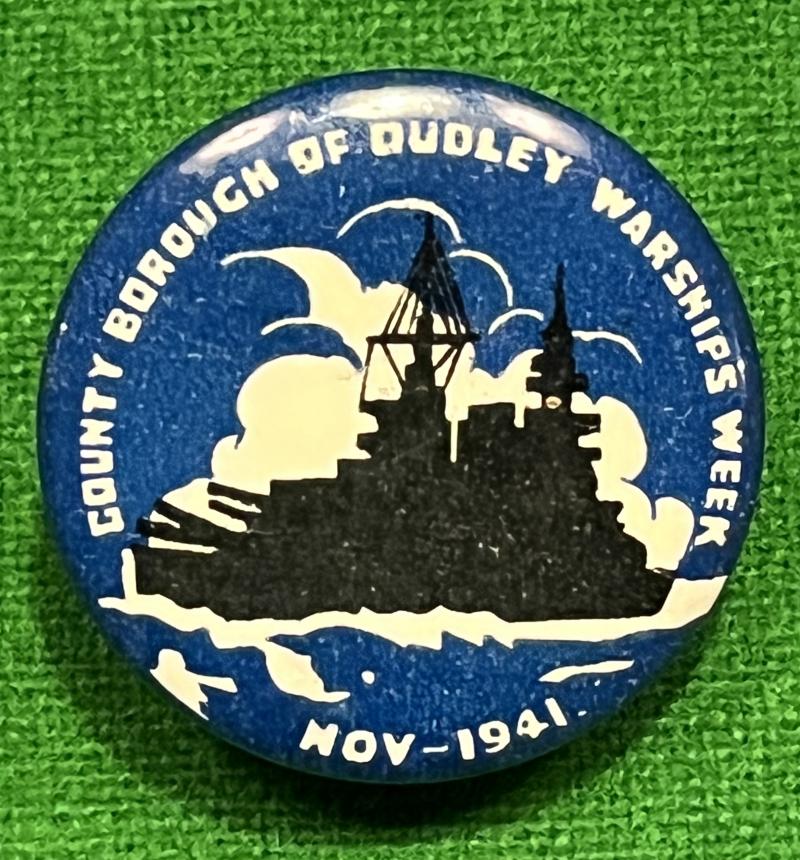 COUNTY BOROUGH OF DUDLEY WARSHIPS WEEK
NOV-1941.